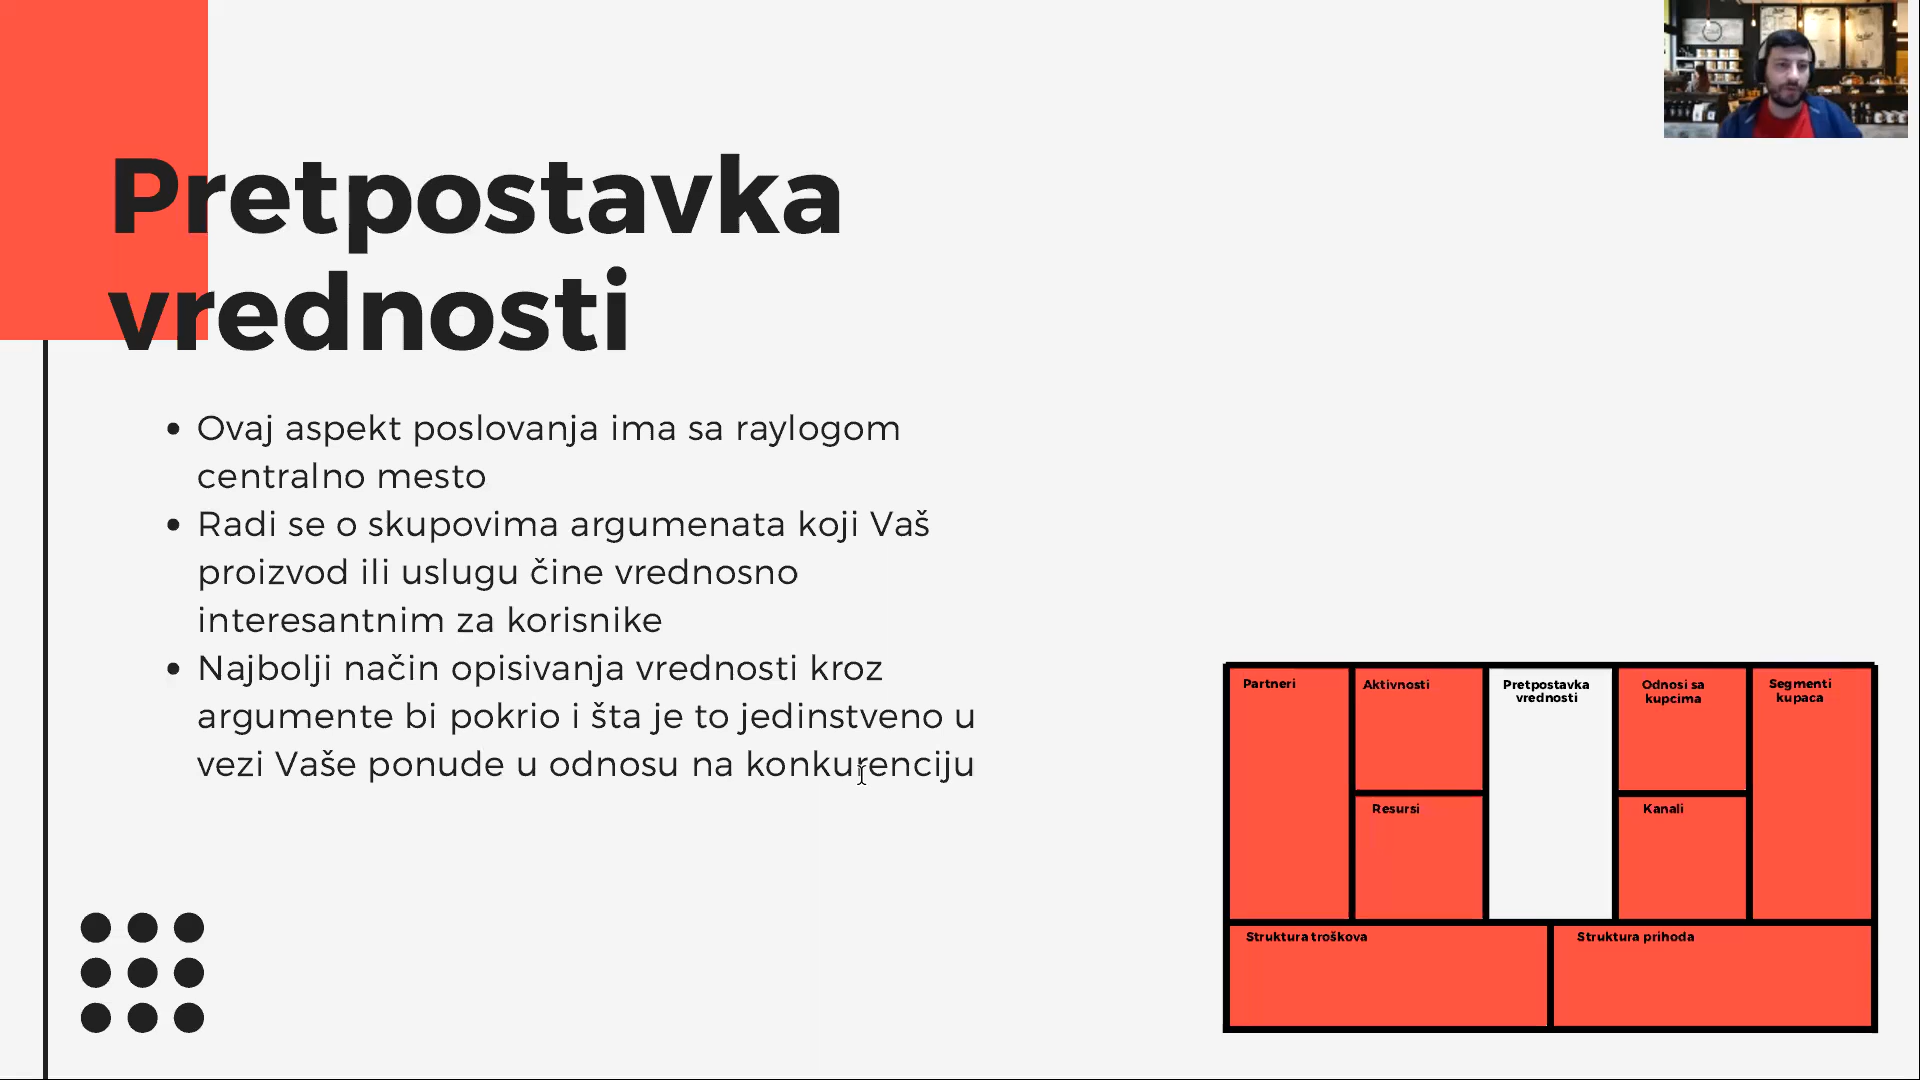 Pretpostavka
vrednosti
Ovaj aspekt poslovanja ima sa raylogom
centralno mesto
Radi se o skupovima argumenata koji Vaš
proizvod ili uslugu čine vrednosno
interesantnim za korisnike
Najbolji način opisivanja vrednosti kroz
argumente bi pokrio i šta je to jedinstveno u
vezi Vaše ponude u odnosu na konkurenciju
Partneri
Aktivnosti
Pretpostavka
vrednosti
Odnosi sa
kupcima
Segmenti
kupaca
Resursi
Kanali
Struktura troškova
Struktura prihoda